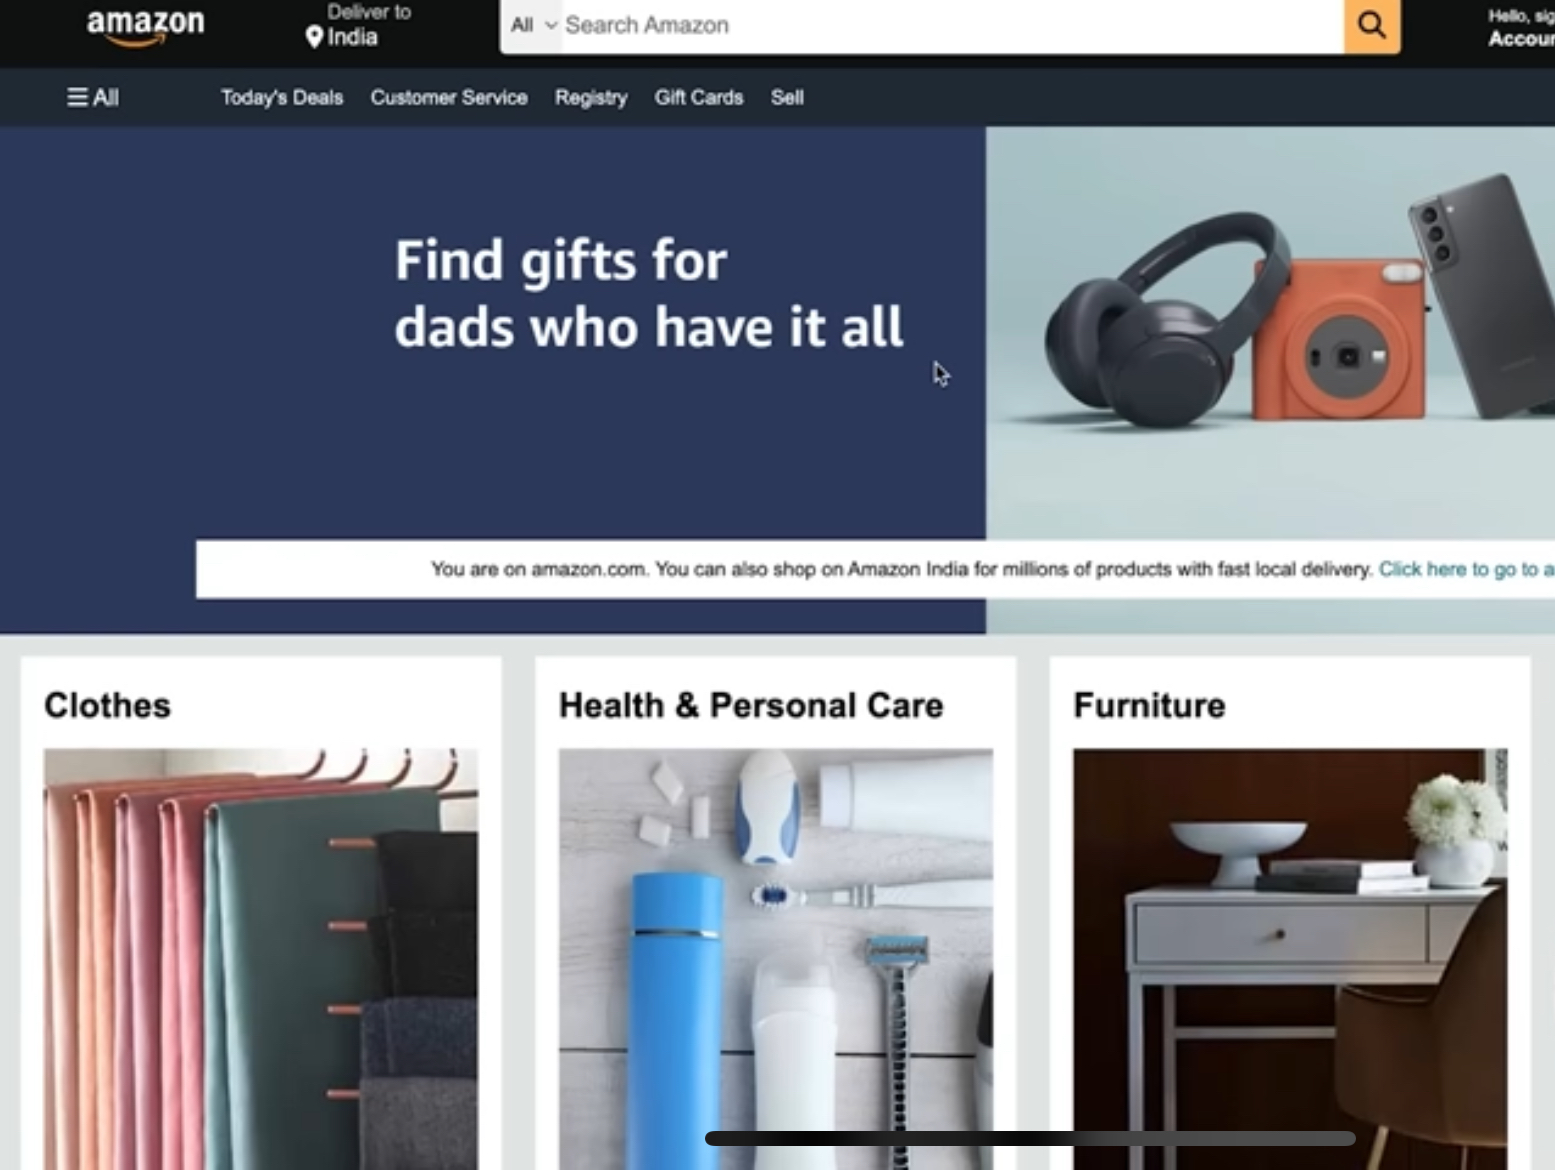 amazon
Deliver to
India
All
Search Amazon
Hello, sig
Accoun
All
Today's Deals
Customer Service
Registry
Gift Cards
Sell
Find gifts for
dads who have it all
You are on amazon.com. You can also shop on Amazon India for millions of products with fast local delivery. Click here to go to a
Clothes
Health & Personal Care
Furniture